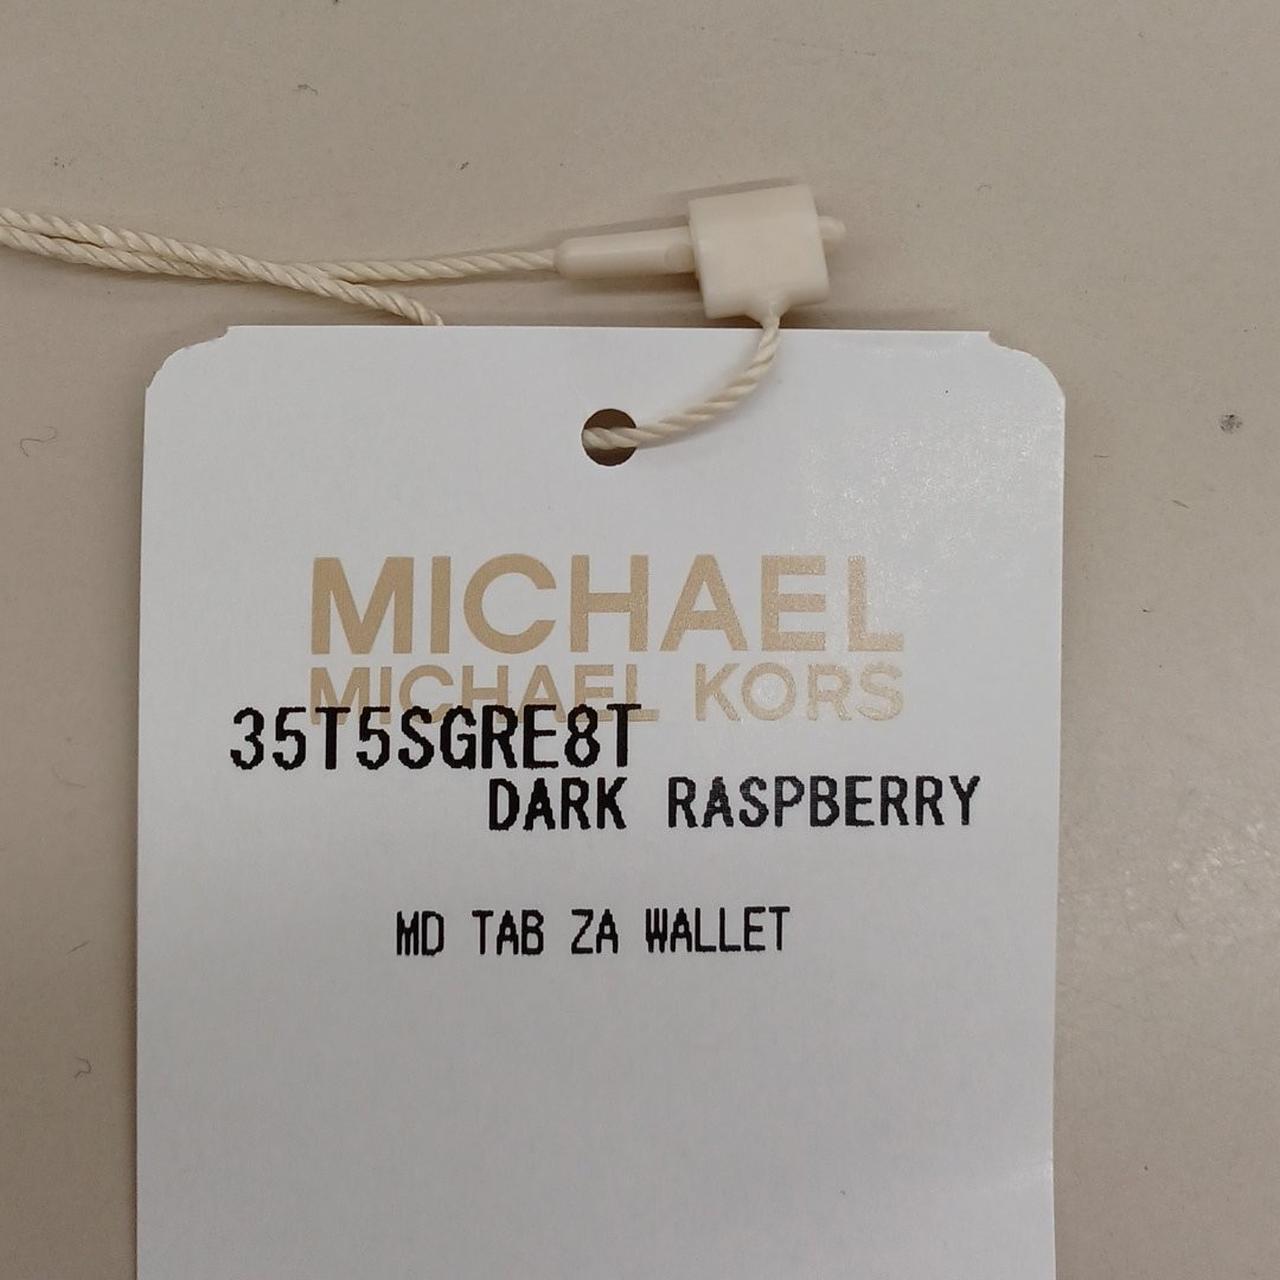 MICHAEL
MICHAEL KORS
35T5SGRE8T
DARK RASPBERRY
MD TAB ZA WALLET